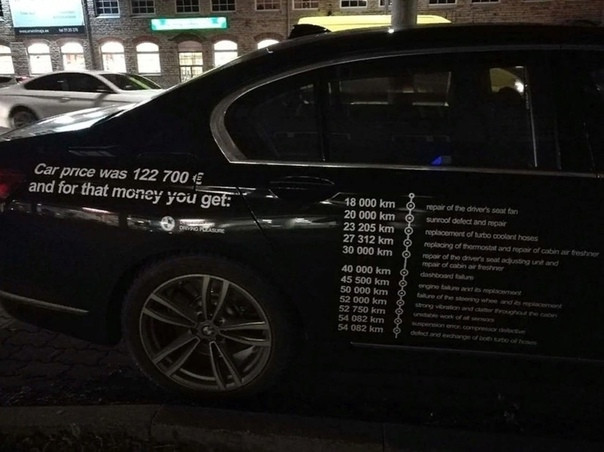 Car price was 122 700 €
and for that money you get:
DRIVING PLEASURE
18 000 km repair of the driver's seat fan
20 000 km sunroof defect and repair
23 205 km replacement of turbo coolant hoses
27 312 km replacing of thermostat and repair of cabin air freshner
30 000 km repair of the driver's seat adjusting unit and
repair of cabin air freshner
40 000 km dashboard failure
45 500 km engine failure and its replacement
50 000 km failure of the steering whee and its replacement
52 000 km strong vibration and clatter throughout the cabin
52 750 km unstable work of all sensors
54 082 km suspension error, compressor defective
54 082 km defect and exchange of both turbo oil hoses